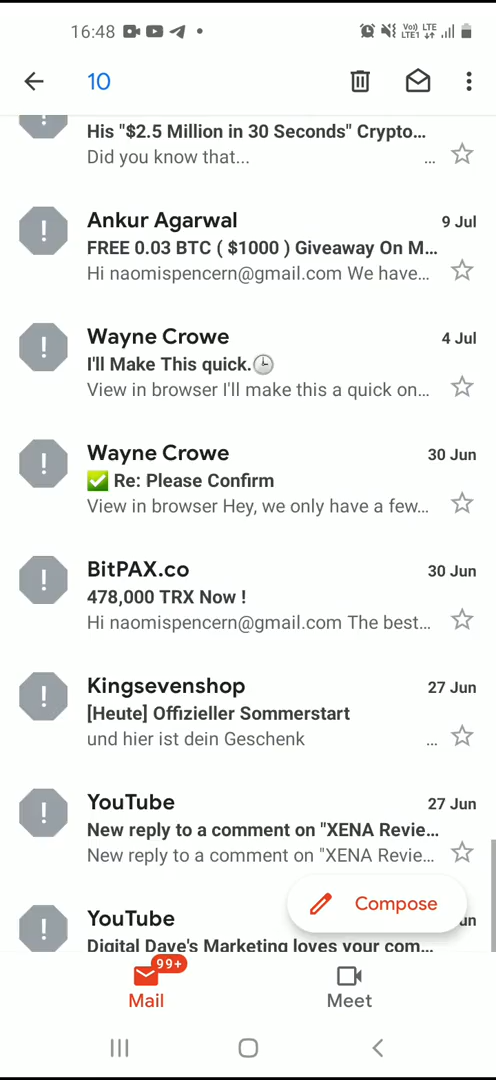 16:48
Vo) LTE
LTE1
10
His "$2.5 Million in 30 Seconds" Crypto...
Did you know that... ...
Ankur Agarwal 9 Jul
FREE 0.03 BTC ( $1000 ) Giveaway On M...
Hi naomispencern@gmail.com We have...
Wayne Crowe 4 Jul
I'll Make This quick.🕒
View in browser I'll make this a quick on...
Wayne Crowe 30 Jun
✅ Re: Please Confirm
View in browser Hey, we only have a few...
BitPAX.co 30 Jun
478,000 TRX Now !
Hi naomispencern@gmail.com The best...
Kingsevenshop 27 Jun
[Heute] Offizieller Sommerstart
und hier ist dein Geschenk ...
YouTube 27 Jun
New reply to a comment on "XENA Revie...
New reply to a comment on "XENA Revie...
YouTube un
Digital Dave's Marketing loves your com...
Compose
99+
Mail Meet